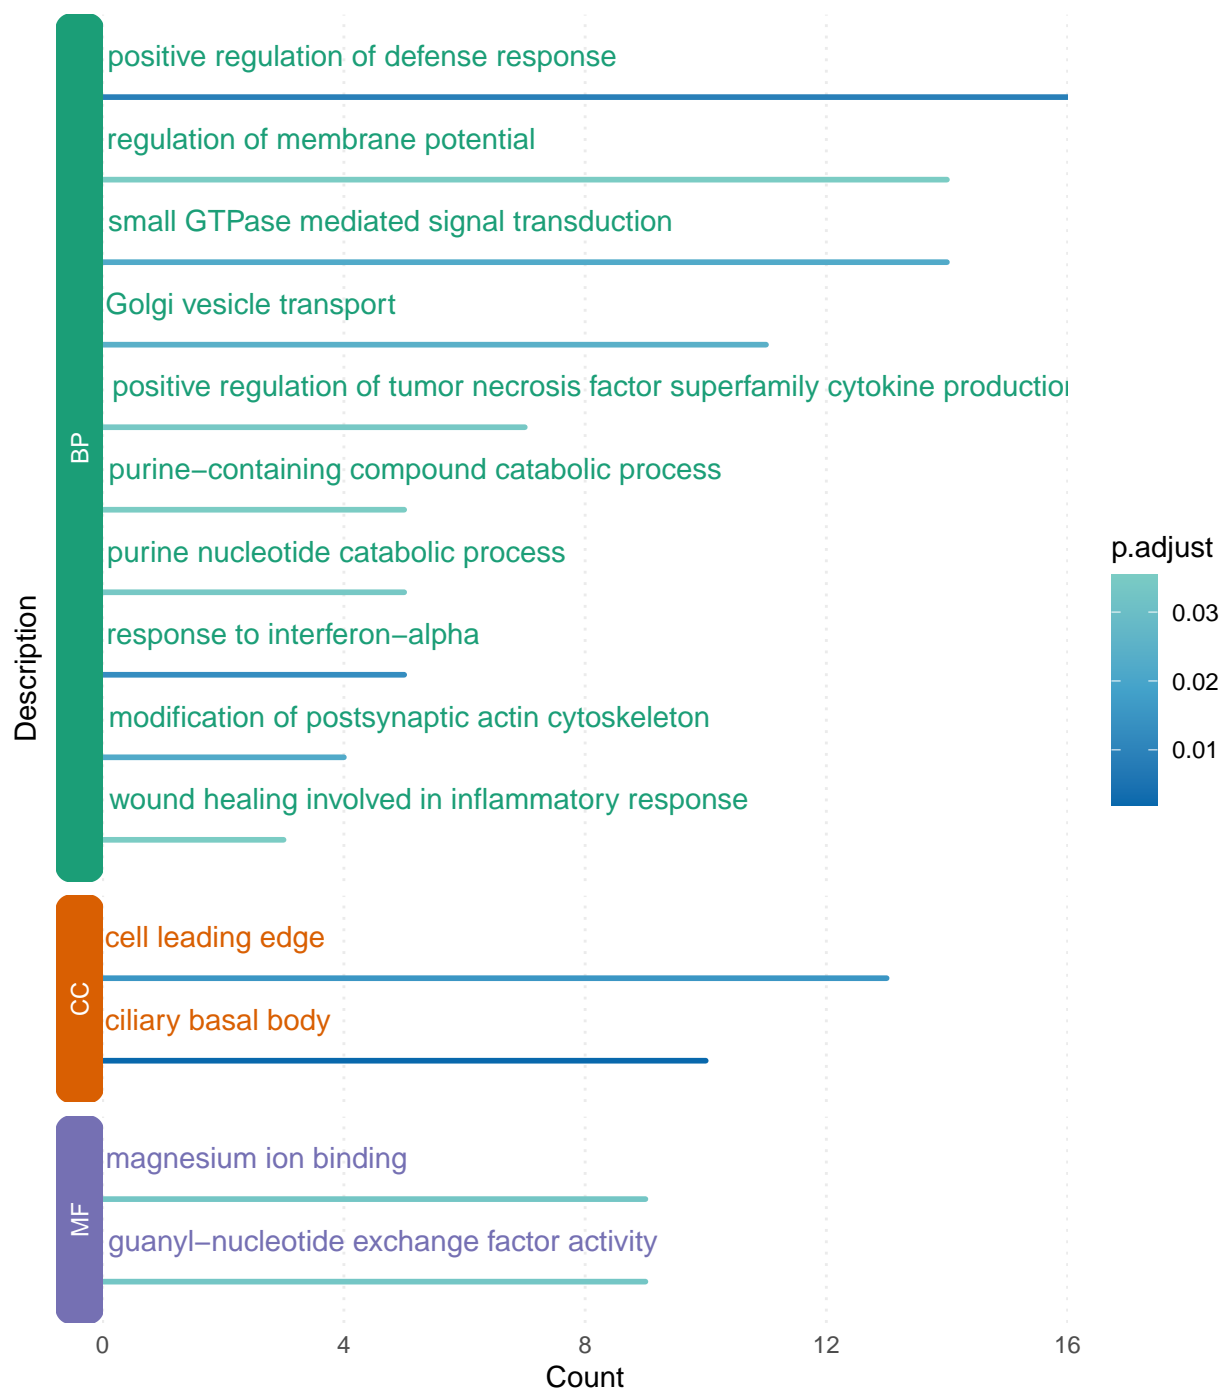 positive regulation of defense response
regulation of membrane potential
small GTPase mediated signal transduction
Golgi vesicle transport
positive regulation of tumor necrosis factor superfamily cytokine production
purine−containing compound catabolic process
purine nucleotide catabolic process
response to interferon−alpha
modification of postsynaptic actin cytoskeleton
wound healing involved in inflammatory response
BP
cell leading edge
ciliary basal body
CC
magnesium ion binding
guanyl−nucleotide exchange factor activity
MF
Description
0 4 8 12 16
Count
p.adjust
0.03
0.02
0.01